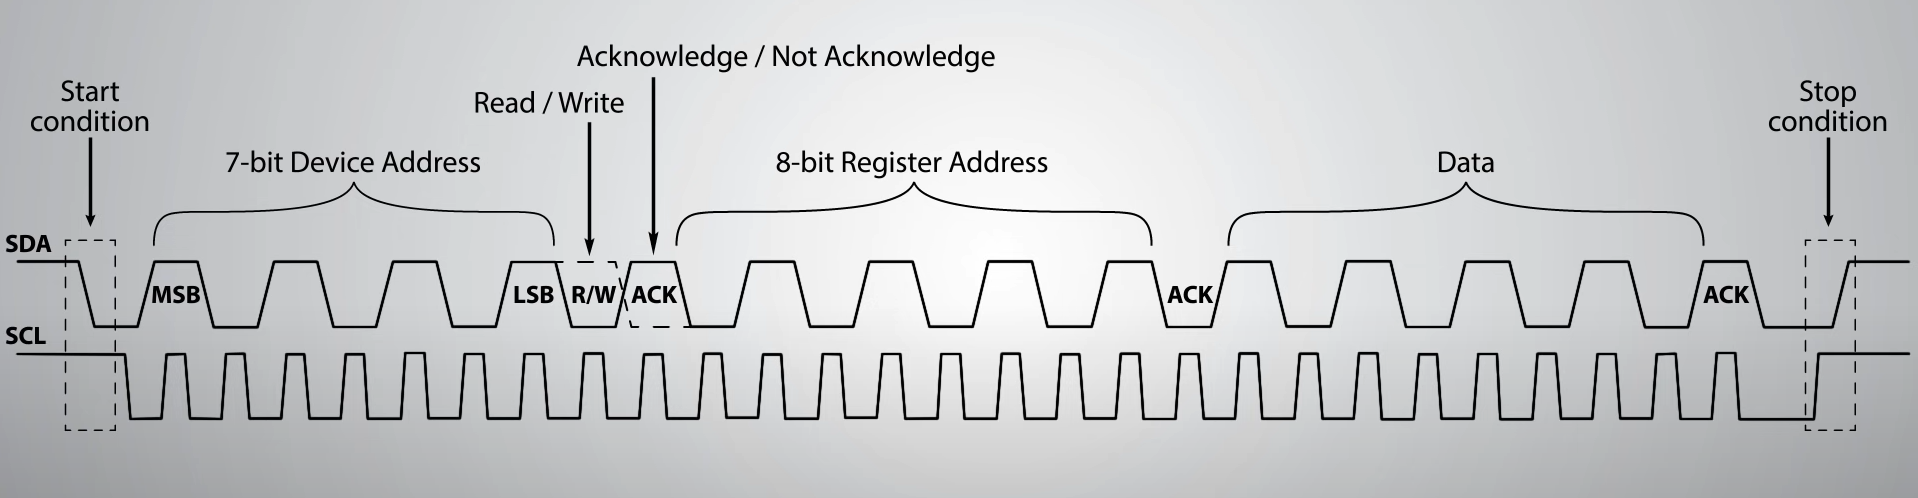 Acknowledge / Not Acknowledge
Start
condition
Read / Write
Stop
condition
7-bit Device Address
8-bit Register Address
Data
SDA
MSB
LSB
R/W
ACK
ACK
ACK
SCL